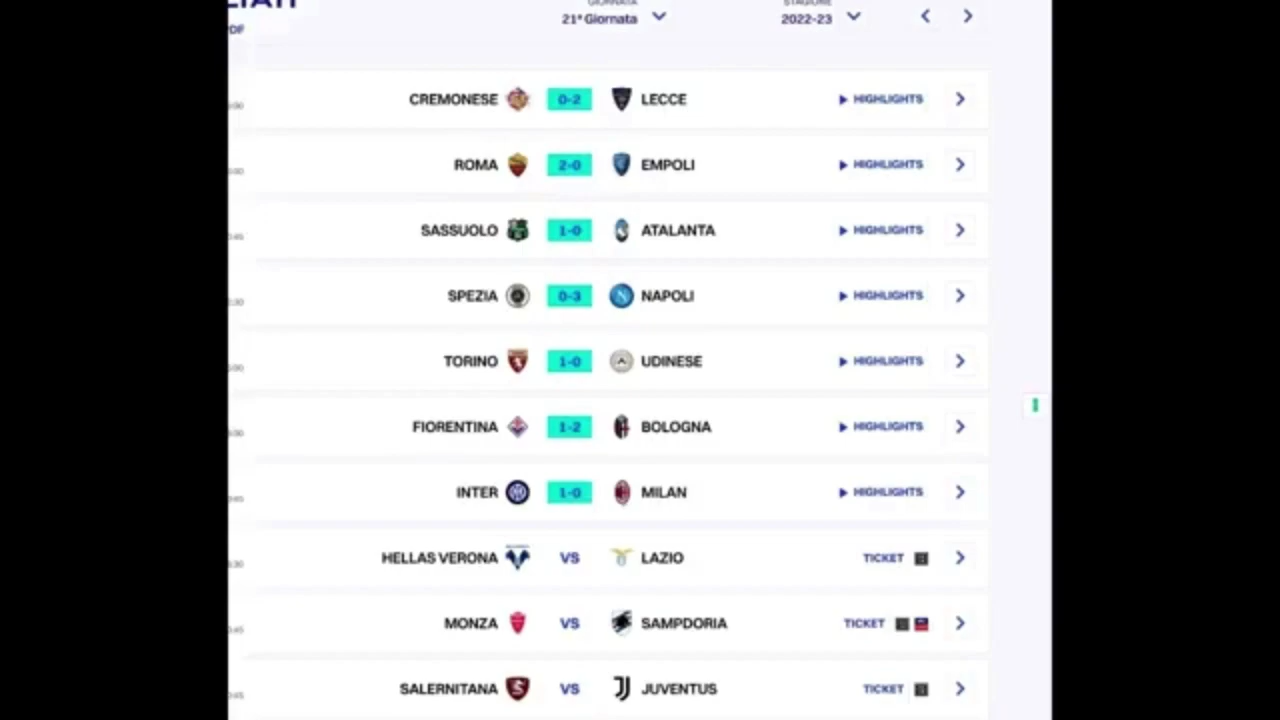 21ª Giornata
2022-23
CREMONESE 0-2 LECCE HIGHLIGHTS
ROMA 2-0 EMPOLI HIGHLIGHTS
SASSUOLO 1-0 ATALANTA HIGHLIGHTS
SPEZIA 0-3 NAPOLI HIGHLIGHTS
TORINO 1-0 UDINESE HIGHLIGHTS
FIORENTINA 1-2 BOLOGNA HIGHLIGHTS
INTER 1-0 MILAN HIGHLIGHTS
HELLAS VERONA VS LAZIO TICKET
MONZA VS SAMPDORIA TICKET
SALERNITANA VS JUVENTUS TICKET